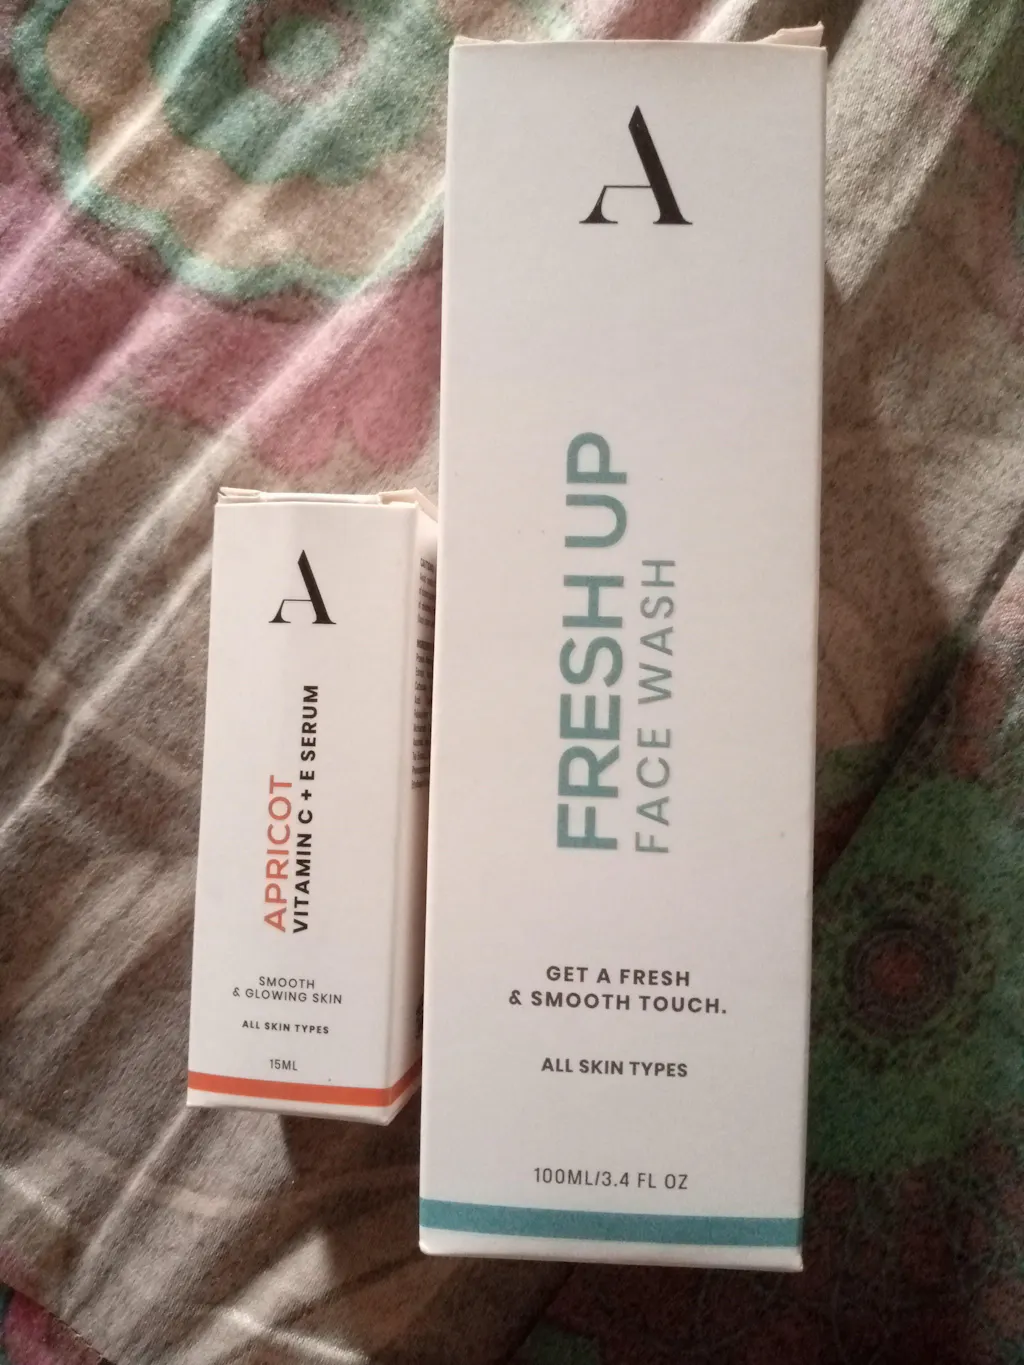 A
APRICOT
VITAMIN C + E SERUM
SMOOTH
& GLOWING SKIN
ALL SKIN TYPES
15ML
A
FRESH UP
FACE WASH
GET A FRESH
& SMOOTH TOUCH.
ALL SKIN TYPES
100ML/3.4 FL OZ